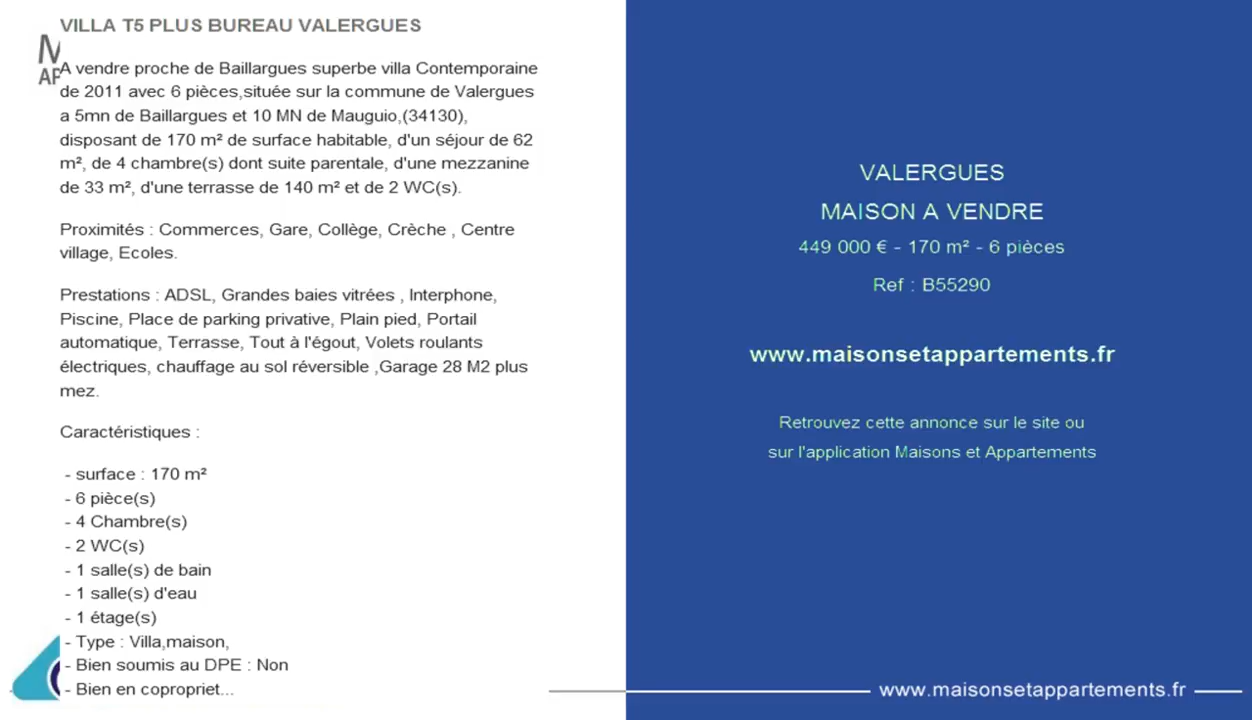 VILLA T5 PLUS BUREAU VALERGUES
A vendre proche de Baillargues superbe villa Contemporaine
de 2011 avec 6 pièces,située sur la commune de Valergues
a 5mn de Baillargues et 10 MN de Mauguio,(34130),
disposant de 170 m² de surface habitable, d'un séjour de 62
m², de 4 chambre(s) dont suite parentale, d'une mezzanine
de 33 m², d'une terrasse de 140 m² et de 2 WC(s).
Proximités : Commerces, Gare, Collège, Crèche , Centre
village, Ecoles.
Prestations : ADSL, Grandes baies vitrées , Interphone,
Piscine, Place de parking privative, Plain pied, Portail
automatique, Terrasse, Tout à l'égout, Volets roulants
électriques, chauffage au sol réversible ,Garage 28 M2 plus
mez.
Caractéristiques :
- surface : 170 m²
- 6 pièce(s)
- 4 Chambre(s)
- 2 WC(s)
- 1 salle(s) de bain
- 1 salle(s) d'eau
- 1 étage(s)
- Type : Villa,maison,
- Bien soumis au DPE : Non
- Bien en copropriet...
VALERGUES
MAISON A VENDRE
449 000 € - 170 m² - 6 pièces
Ref : B55290
www.maisonsetappartements.fr
Retrouvez cette annonce sur le site ou
sur l'application Maisons et Appartements
www.maisonsetappartements.fr